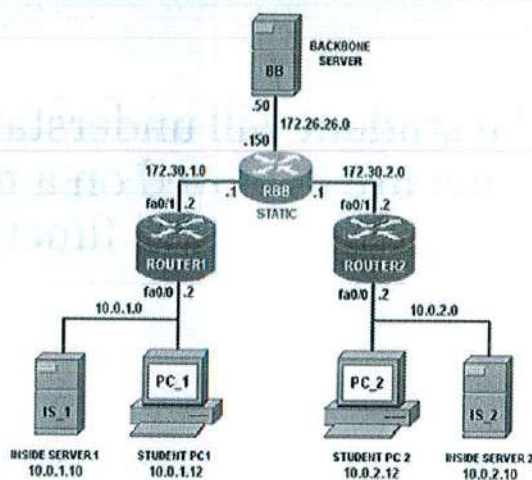 BACKBONE
SERVER
BB
.50
172.26.26.0
.150
172.30.1.0
172.30.2.0
.1
RBB
.1
STATIC
fa0/1
.2
fa0/1
.2
ROUTER1
ROUTER2
fa0/0
.2
fa0/0
.2
10.0.1.0
10.0.2.0
PC_1
PC_2
IS_1
IS_2
INSIDE SERVER 1
10.0.1.10
STUDENT PC1
10.0.1.12
STUDENT PC 2
10.0.2.12
INSIDE SERVER 2
10.0.2.10